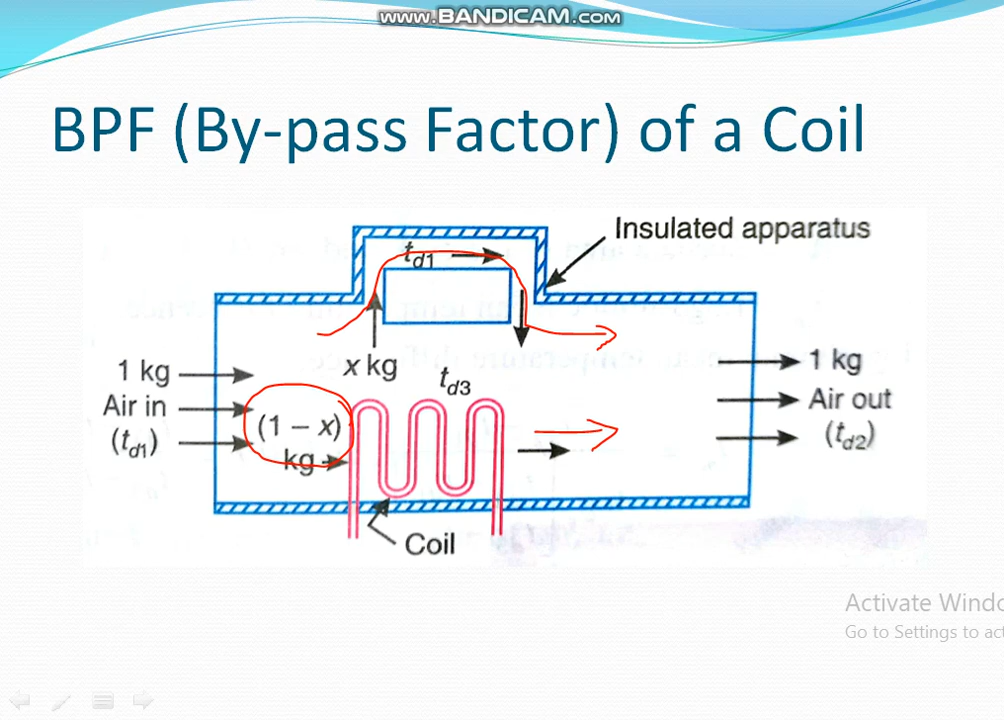 www.BANDICAM.com
BPF (By-pass Factor) of a Coil
Insulated apparatus
td1
x kg
td3
1 kg
Air in
(td1)
(1 – x)
kg
1 kg
Air out
(td2)
Coil
Activate Windo
Go to Settings to act